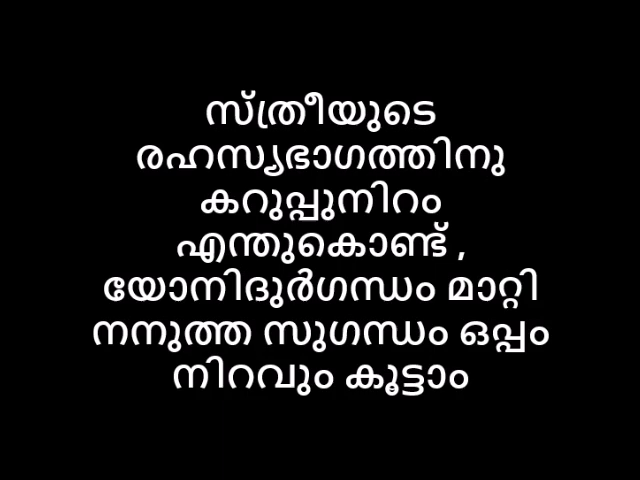 സ്ത്രീയുടെ
രഹസ്യഭാഗത്തിനു
കറുപ്പുനിറം
എന്തുകൊണ്ട് ,
യോനിദുർഗന്ധം മാറ്റി
നനുത്ത സുഗന്ധം ഒപ്പം
നിറവും കൂട്ടാം